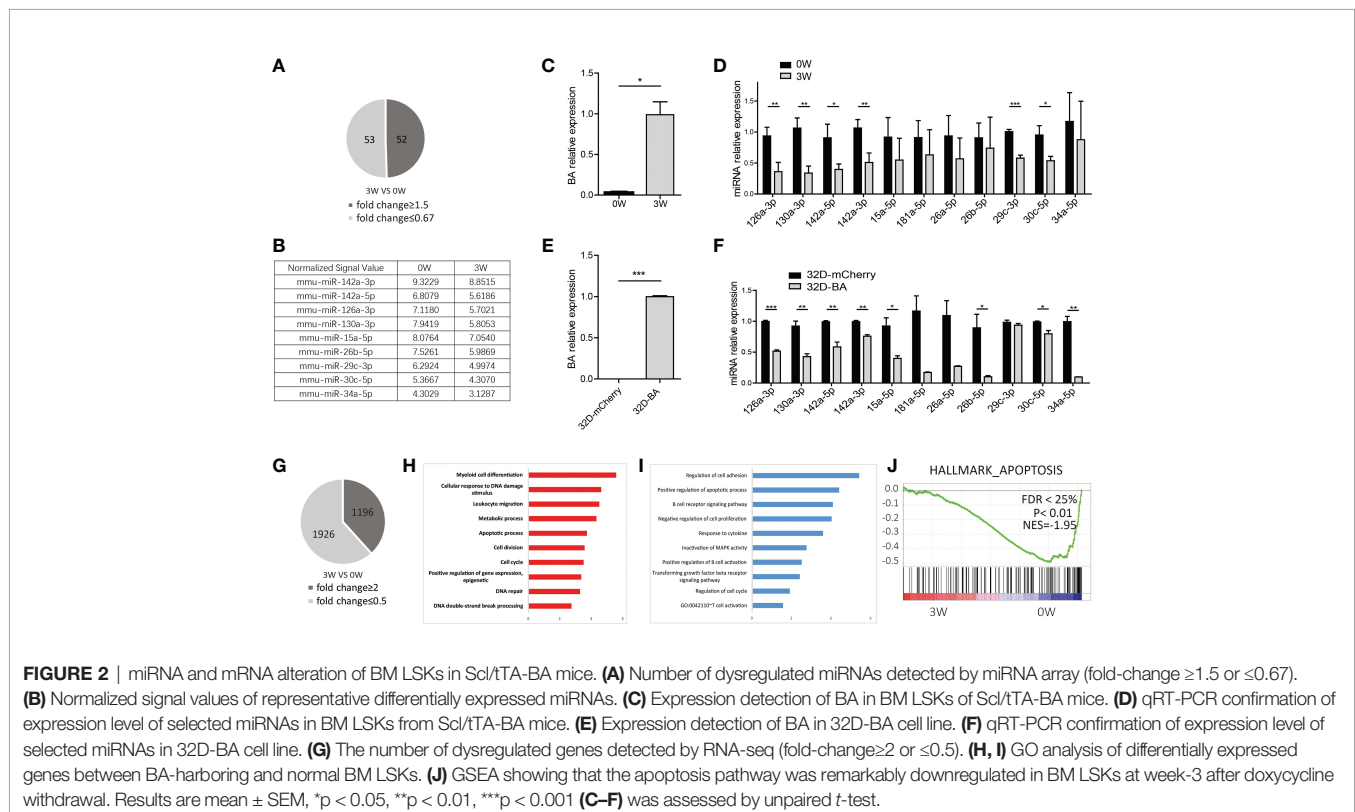 A
53
52
3W VS 0W
fold change≥1.5
fold change≤0.67
B
Normalized Signal Value 0W 3W
mmu-miR-142a-3p 9.3229 8.8515
mmu-miR-142a-5p 6.8079 5.6186
mmu-miR-126a-3p 7.1180 5.7021
mmu-miR-130a-3p 7.9419 5.8053
mmu-miR-15a-5p 8.0764 7.0540
mmu-miR-26b-5p 7.5261 5.9869
mmu-miR-29c-3p 6.2924 4.9974
mmu-miR-30c-5p 5.3667 4.3070
mmu-miR-34a-5p 4.3029 3.1287
C
BA relative expression
1.5
1.0
0.5
0.0
*
0W 3W
D
0W
3W
miRNA relative expression
1.5
1.0
0.5
0.0
** ** * ** *** *
126a-3p 130a-3p 142a-5p 142a-3p 15a-5p 181a-5p 26a-5p 26b-5p 29c-3p 30c-5p 34a-5p
E
BA relative expression
1.5
1.0
0.5
0.0
***
32D-mCherry 32D-BA
F
32D-mCherry
32D-BA
miRNA relative expression
1.5
1.0
0.5
0.0
*** ** ** ** * * * **
126a-3p 130a-3p 142a-5p 142a-3p 15a-5p 181a-5p 26a-5p 26b-5p 29c-3p 30c-5p 34a-5p
G
1926
1196
3W VS 0W
fold change≥2
fold change≤0.5
H
Myeloid cell differentiation
Cellular response to DNA damage
stimulus
Leukocyte migration
Metabolic process
Apoptotic process
Cell division
Cell cycle
Positive regulation of gene expression,
epigenetic
DNA repair
DNA double-strand break processing
0 1 2 3
I
Regulation of cell adhesion
Positive regulation of apoptotic process
B cell receptor signaling pathway
Negative regulation of cell proliferation
Response to cytokine
Inactivation of MAPK activity
Positive regulation of B cell activation
Transforming growth factor beta receptor
signaling pathway
Regulation of cell cycle
GO:0042110~T cell activation
J
HALLMARK_APOPTOSIS
0.0
-0.1
-0.2
-0.3
-0.4
-0.5
FDR < 25%
P< 0.01
NES=-1.95
3W 0W
FIGURE 2 | miRNA and mRNA alteration of BM LSKs in Scl/tTA-BA mice. (A) Number of dysregulated miRNAs detected by miRNA array (fold-change ≥1.5 or ≤0.67).
(B) Normalized signal values of representative differentially expressed miRNAs. (C) Expression detection of BA in BM LSKs of Scl/tTA-BA mice. (D) qRT-PCR confirmation of
expression level of selected miRNAs in BM LSKs from Scl/tTA-BA mice. (E) Expression detection of BA in 32D-BA cell line. (F) qRT-PCR confirmation of expression level of
selected miRNAs in 32D-BA cell line. (G) The number of dysregulated genes detected by RNA-seq (fold-change≥2 or ≤0.5). (H, I) GO analysis of differentially expressed
genes between BA-harboring and normal BM LSKs. (J) GSEA showing that the apoptosis pathway was remarkably downregulated in BM LSKs at week-3 after doxycycline
withdrawal. Results are mean ± SEM, *p < 0.05, **p < 0.01, ***p < 0.001 (C–F) was assessed by unpaired t-test.